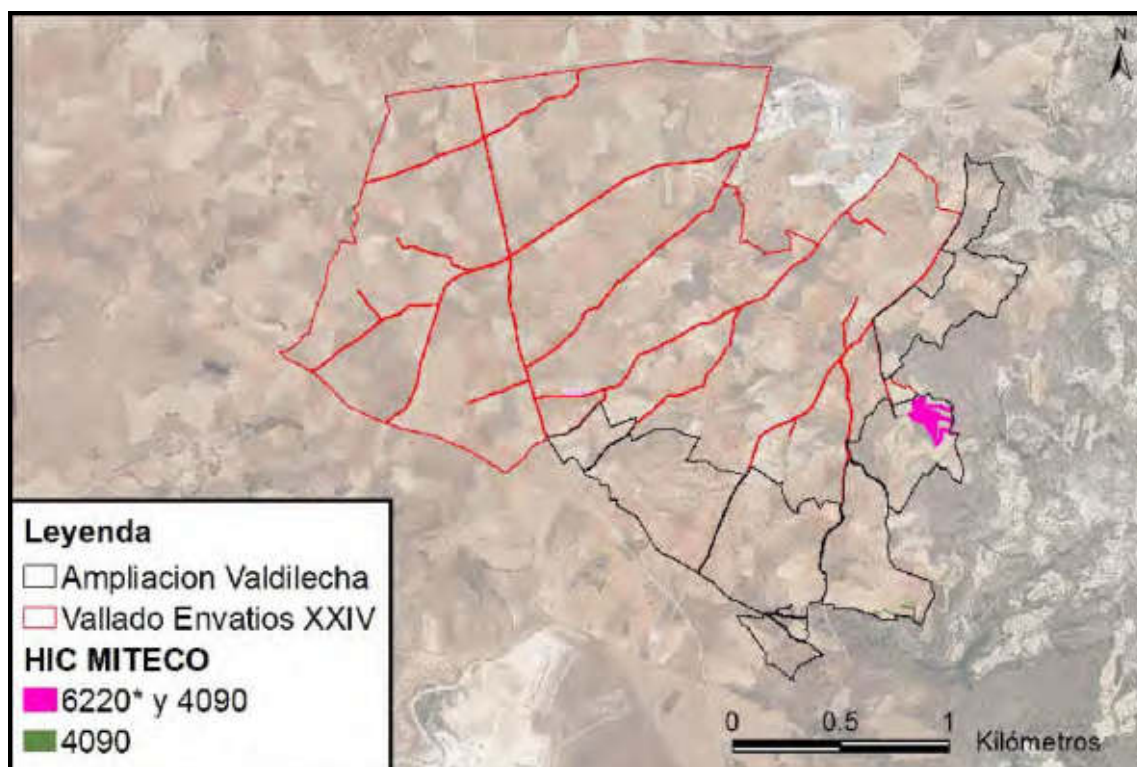 N
Leyenda
Ampliacion Valdilecha
Vallado Envatios XXIV
HIC MITECO
6220* y 4090
4090
0 0.5 1
Kilómetros